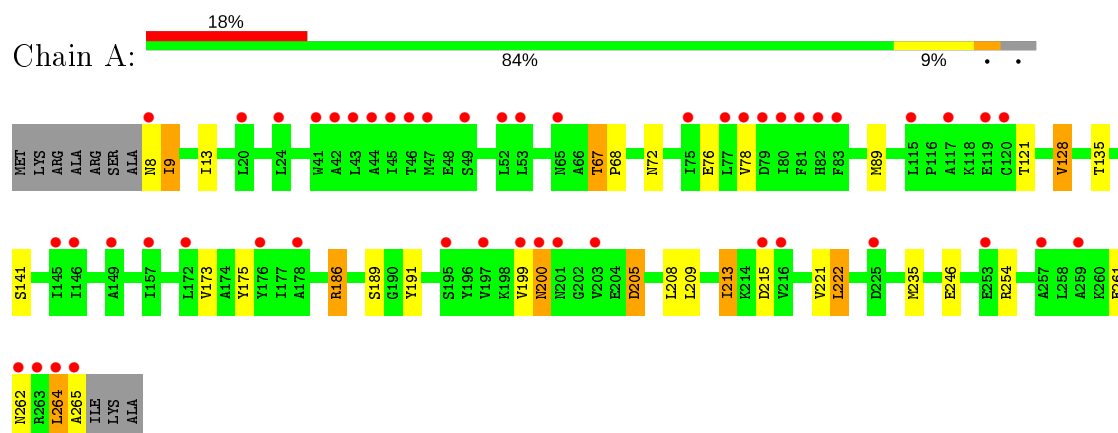 18%
Chain A:
84% 9% • •
MET LYS ARG ALA ARG SER ALA N8 I9 I13 L20 L24 W41 A42 L43 A44 I45 T46 M47 E48 S49 L52 L53 N65 A66 T67 P68 N72 I75 E76 L77 V78 D79 I80 F81 H82 F83 M89 L115 P116 A117 K118 E119 C120 T121 V128 T135
S141 I145 I146 A149 I157 L172 V173 A174 Y175 Y176 I177 A178 R186 S189 G190 Y191 S195 Y196 V197 K198 V199 N200 N201 G202 V203 E204 D205 L208 L209 I213 K214 D215 V216 V221 L222 D225 M235 E246 E253 R254 A257 L258 A259 K260
N262 R263 L264 A265 ILE LYS ALA